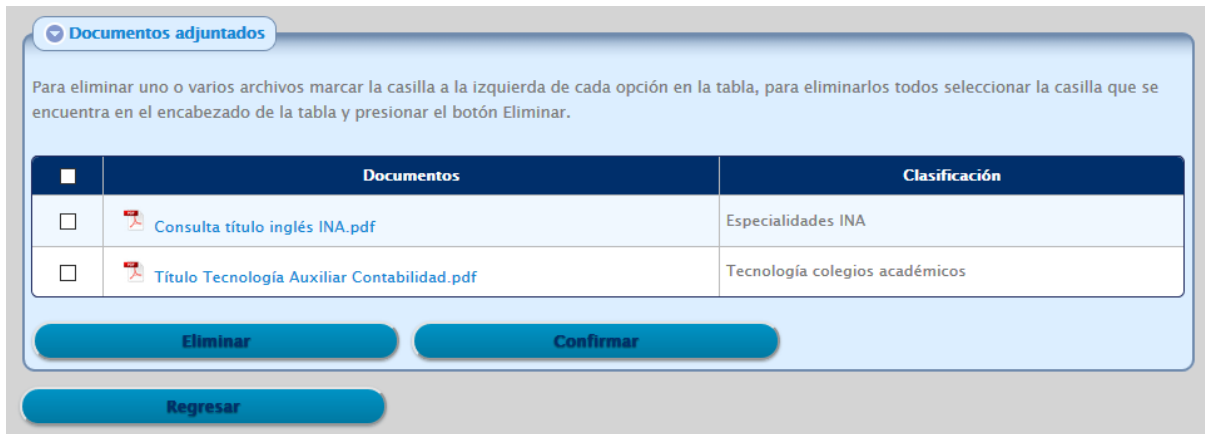 Documentos adjuntados
Para eliminar uno o varios archivos marcar la casilla a la izquierda de cada opción en la tabla, para eliminarlos todos seleccionar la casilla que se
encuentra en el encabezado de la tabla y presionar el botón Eliminar.
Documentos Clasificación
Consulta título inglés INA.pdf Especialidades INA
Título Tecnología Auxiliar Contabilidad.pdf Tecnología colegios académicos
Eliminar Confirmar
Regresar